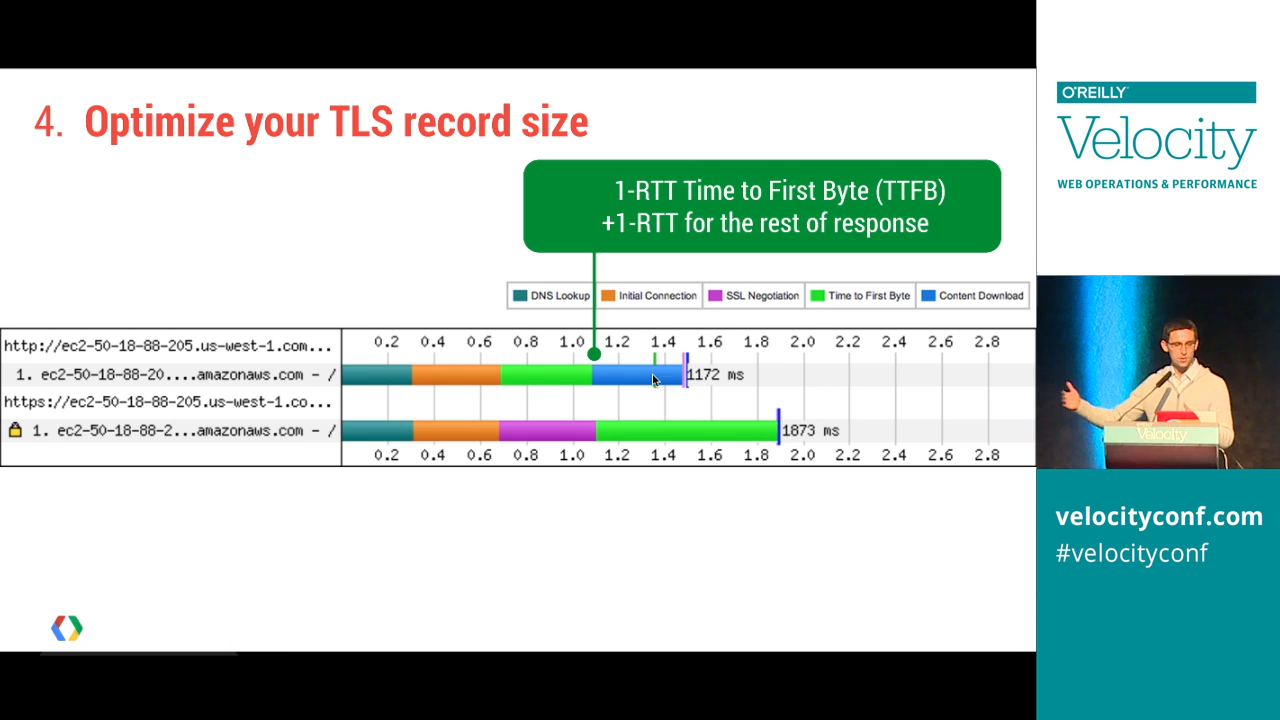 4. Optimize your TLS record size
1-RTT Time to First Byte (TTFB)
+1-RTT for the rest of response
DNS Lookup
Initial Connection
SSL Negotiation
Time to First Byte
Content Download
http://ec2-50-18-88-205.us-west-1.com...
0.2 0.4 0.6 0.8 1.0 1.2 1.4 1.6 1.8 2.0 2.2 2.4 2.6 2.8
1. ec2-50-18-88-20....amazonaws.com - /
1172 ms
https://ec2-50-18-88-205.us-west-1.co...
1. ec2-50-18-88-2...amazonaws.com - /
1873 ms
0.2 0.4 0.6 0.8 1.0 1.2 1.4 1.6 1.8 2.0 2.2 2.4 2.6 2.8
O'REILLY
Velocity
WEB OPERATIONS & PERFORMANCE
Velocity
velocityconf.com
#velocityconf